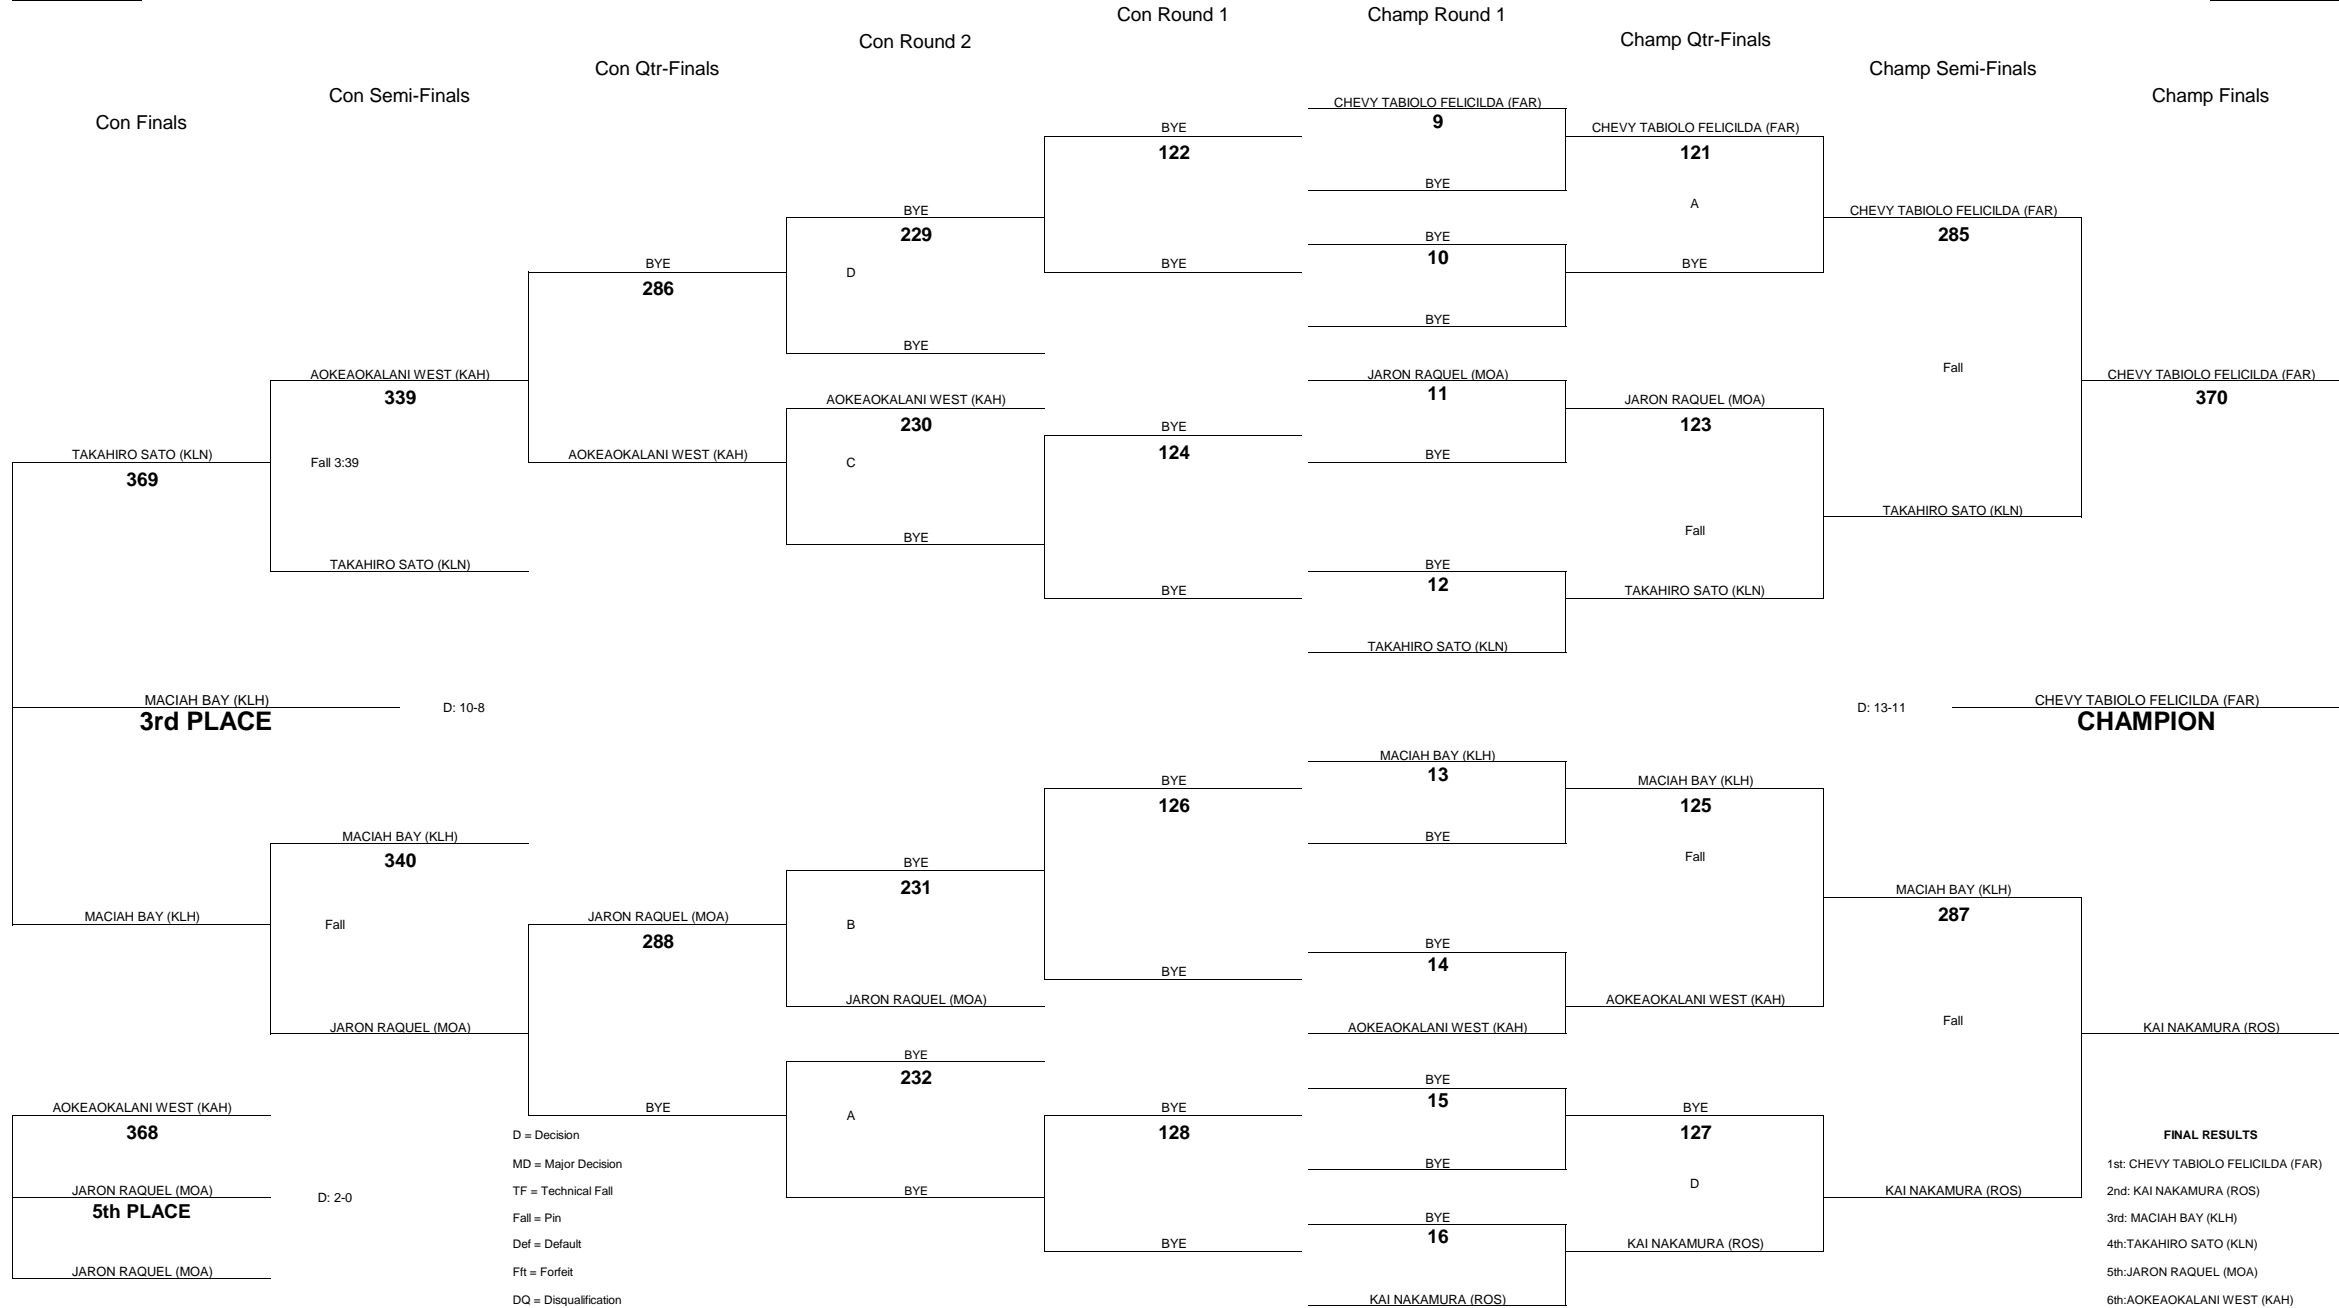 Con Round 1
Champ Round 1
Con Round 2
Champ Qtr-Finals
Con Qtr-Finals
Champ Semi-Finals
Con Semi-Finals
Champ Finals
Con Finals
CHEVY TABIOLO FELICILDA (FAR)
9
BYE
122
CHEVY TABIOLO FELICILDA (FAR)
121
BYE
A
BYE
229
CHEVY TABIOLO FELICILDA (FAR)
285
BYE
10
BYE
286
D
BYE
BYE
BYE
BYE
Fall
AOKEAOKALANI WEST (KAH)
339
JARON RAQUEL (MOA)
11
CHEVY TABIOLO FELICILDA (FAR)
370
AOKEAOKALANI WEST (KAH)
230
JARON RAQUEL (MOA)
123
BYE
124
TAKAHIRO SATO (KLN)
369
Fall 3:39
AOKEAOKALANI WEST (KAH)
C
BYE
TAKAHIRO SATO (KLN)
Fall
BYE
TAKAHIRO SATO (KLN)
BYE
12
BYE
TAKAHIRO SATO (KLN)
TAKAHIRO SATO (KLN)
MACIAH BAY (KLH)
3rd PLACE
D: 10-8
D: 13-11
CHEVY TABIOLO FELICILDA (FAR)
CHAMPION
MACIAH BAY (KLH)
13
BYE
126
MACIAH BAY (KLH)
125
MACIAH BAY (KLH)
340
BYE
Fall
BYE
231
MACIAH BAY (KLH)
287
MACIAH BAY (KLH)
Fall
JARON RAQUEL (MOA)
288
B
BYE
14
BYE
JARON RAQUEL (MOA)
AOKEAOKALANI WEST (KAH)
JARON RAQUEL (MOA)
AOKEAOKALANI WEST (KAH)
Fall
KAI NAKAMURA (ROS)
BYE
232
BYE
15
AOKEAOKALANI WEST (KAH)
368
BYE
A
BYE
128
BYE
127
D = Decision
FINAL RESULTS
MD = Major Decision
BYE
1st: CHEVY TABIOLO FELICILDA (FAR)
JARON RAQUEL (MOA)
5th PLACE
D: 2-0
TF = Technical Fall
BYE
D
KAI NAKAMURA (ROS)
2nd: KAI NAKAMURA (ROS)
Fall = Pin
BYE
16
3rd: MACIAH BAY (KLH)
Def = Default
BYE
KAI NAKAMURA (ROS)
4th:TAKAHIRO SATO (KLN)
JARON RAQUEL (MOA)
Fft = Forfeit
5th:JARON RAQUEL (MOA)
DQ = Disqualification
KAI NAKAMURA (ROS)
6th:AOKEAOKALANI WEST (KAH)